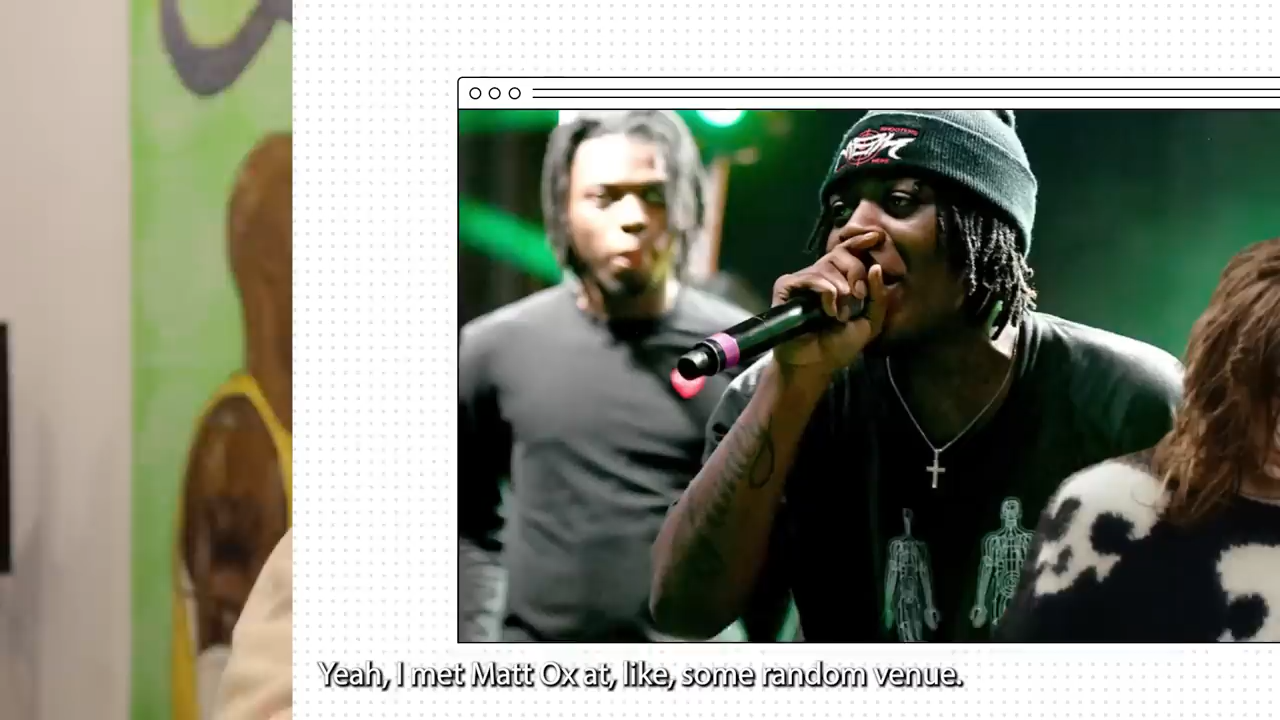 Yeah, I met Matt Ox at, like, some random venue.